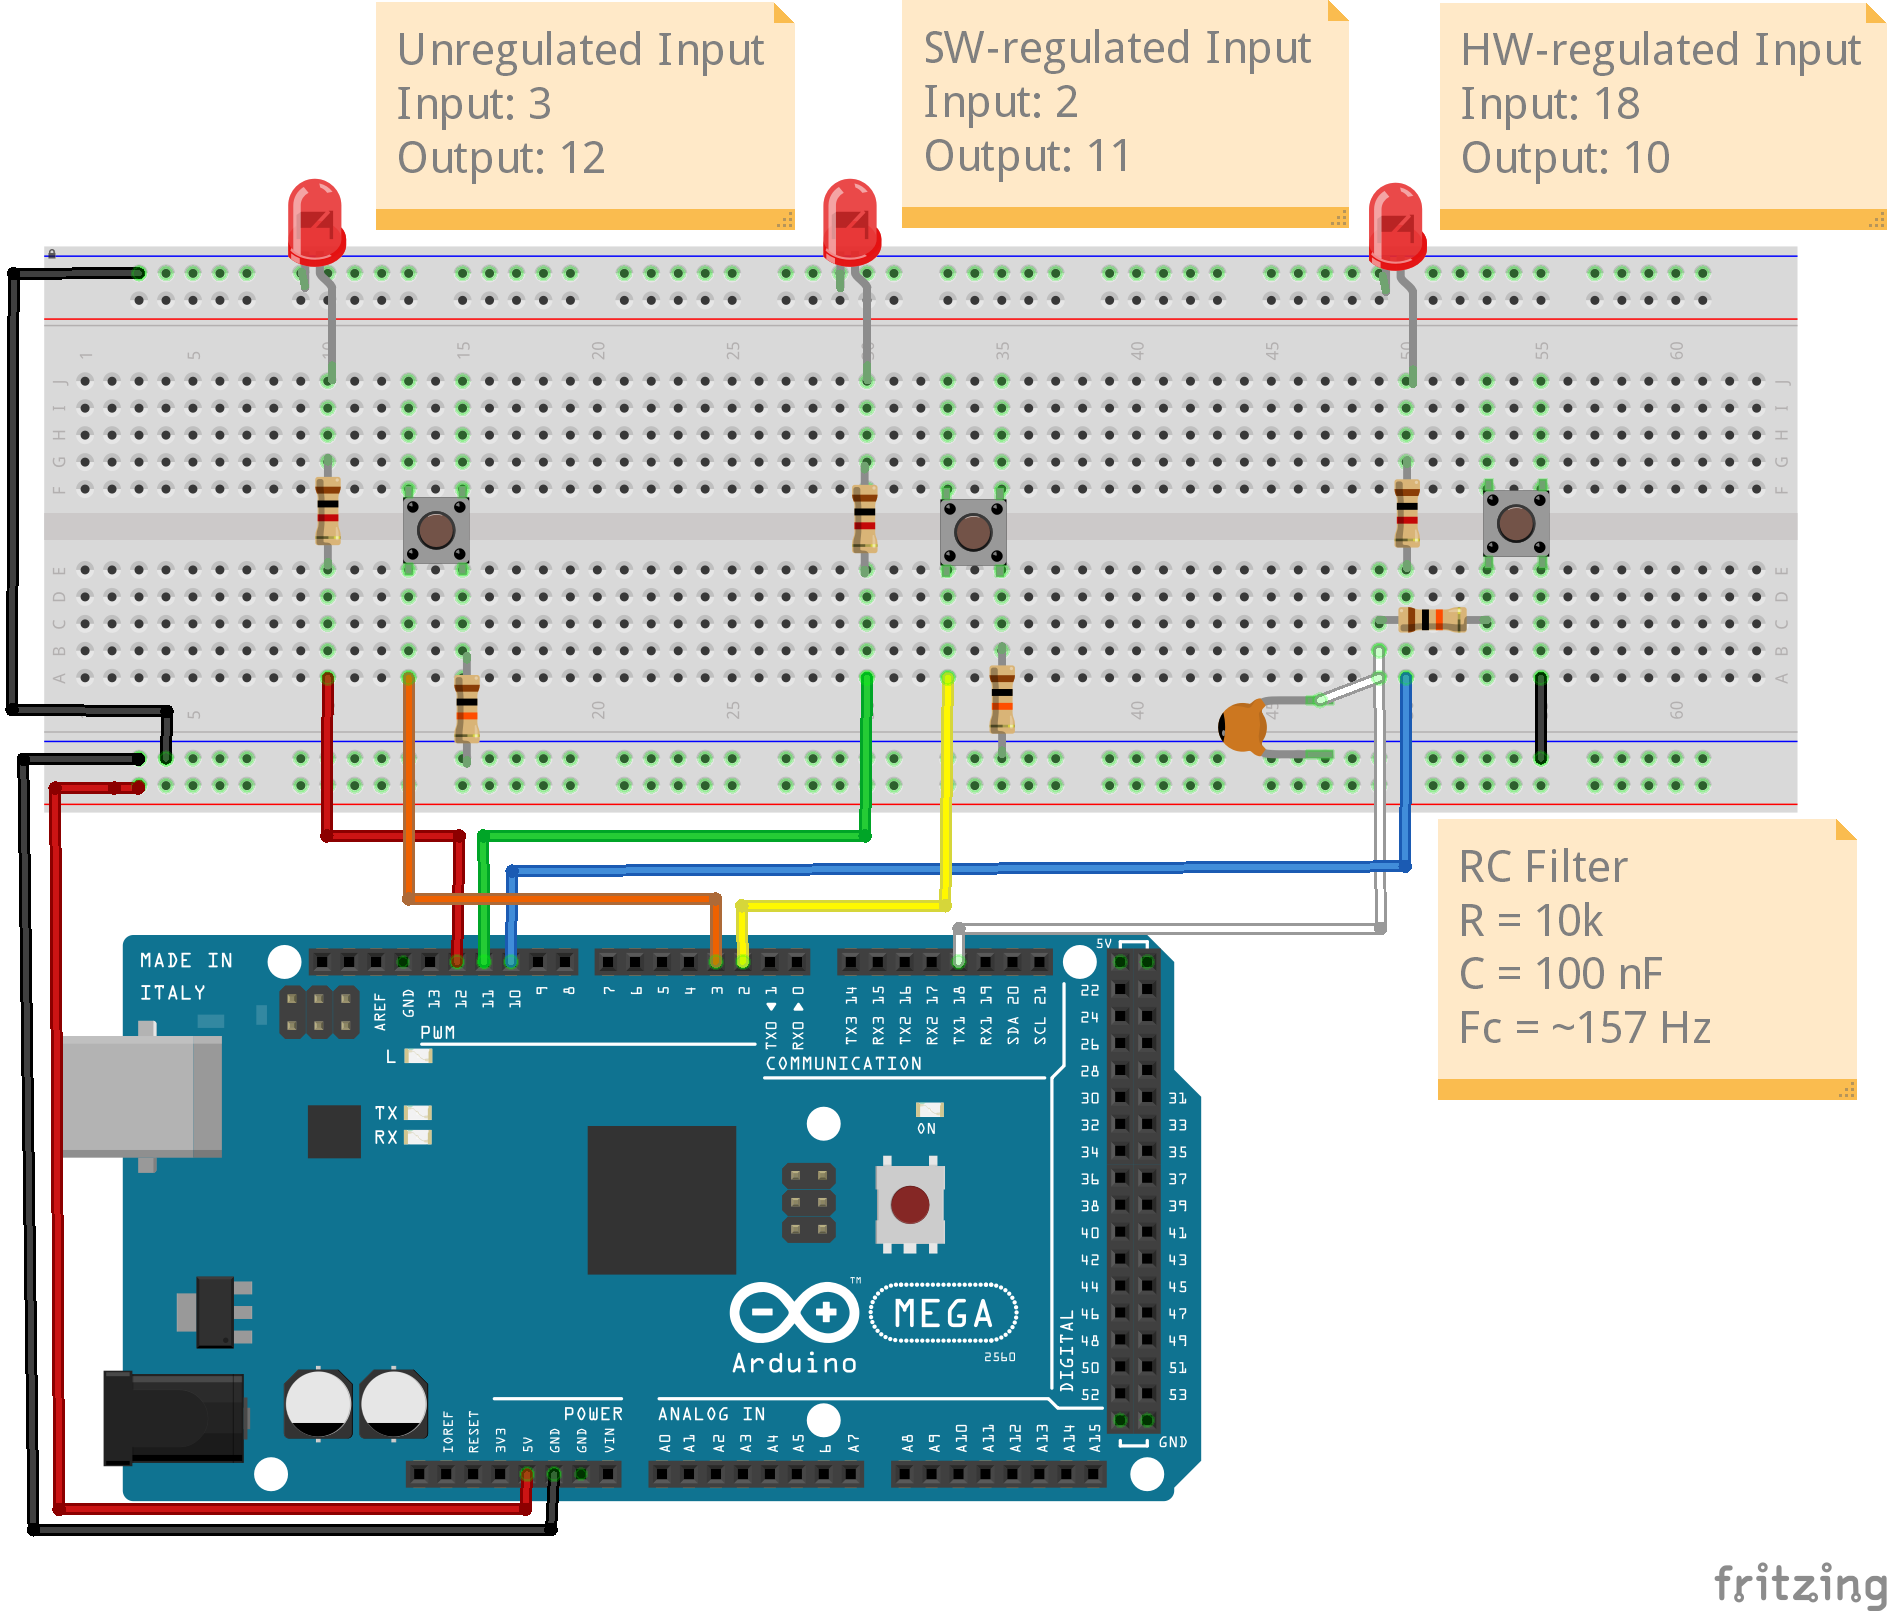 Unregulated Input
Input: 3
Output: 12
SW-regulated Input
Input: 2
Output: 11
HW-regulated Input
Input: 18
Output: 10
1 5 10 15 20 25 30 35 40 45 50 55 60
J J
I I
H H
G G
F F
E E
D D
C C
B B
A A
5 20 25 40 45 60
RC Filter
R = 10k
C = 100 nF
Fc = ~157 Hz
MADE IN
ITALY
AREF GND 13 12 11 10 9 8 7 6 5 4 3 2 TX0 1 RX0 0 TX3 14 RX3 15 TX2 16 RX2 17 TX1 18 RX1 19 SDA 20 SCL 21
5V
PWM
COMMUNICATION
L
TX
RX
ON
22
24
26
28
30 31
32 33
34 35
36 37
38 39
40 41
42 43
44 45
46 47
48 49
50 51
52 53
GND
DIGITAL
MEGA
2560
TM
Arduino
POWER
ANALOG IN
IOREF RESET 3V3 5V GND GND VIN A0 A1 A2 A3 A4 A5 6 A7 A8 A9 A10 A11 A12 A13 A14 A15
fritzing